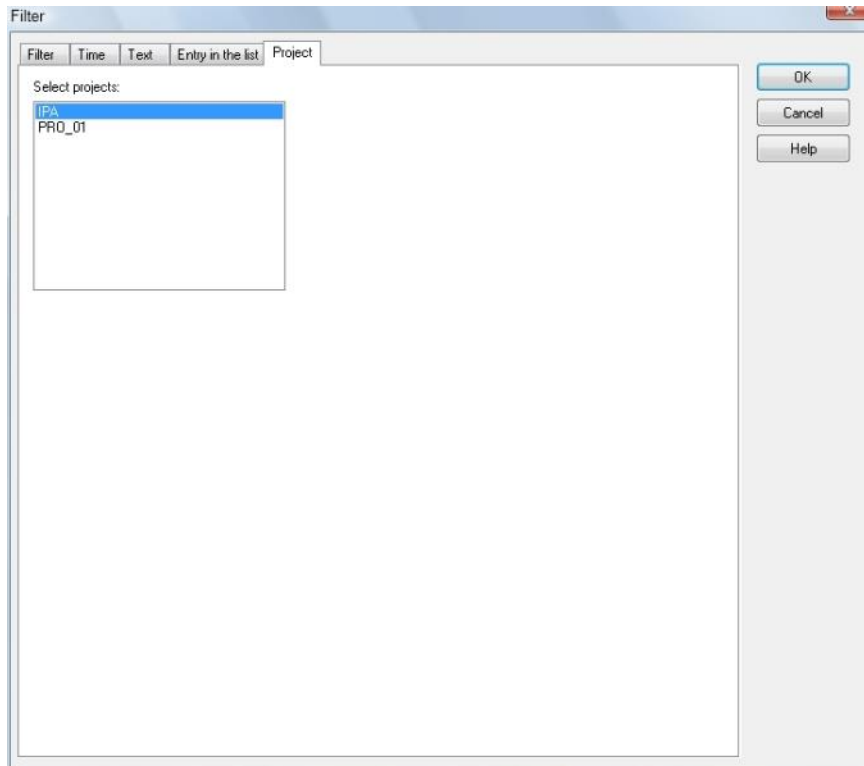 Filter
Filter Time Text Entry in the list Project
Select projects:
IPA
PRO_01
OK
Cancel
Help